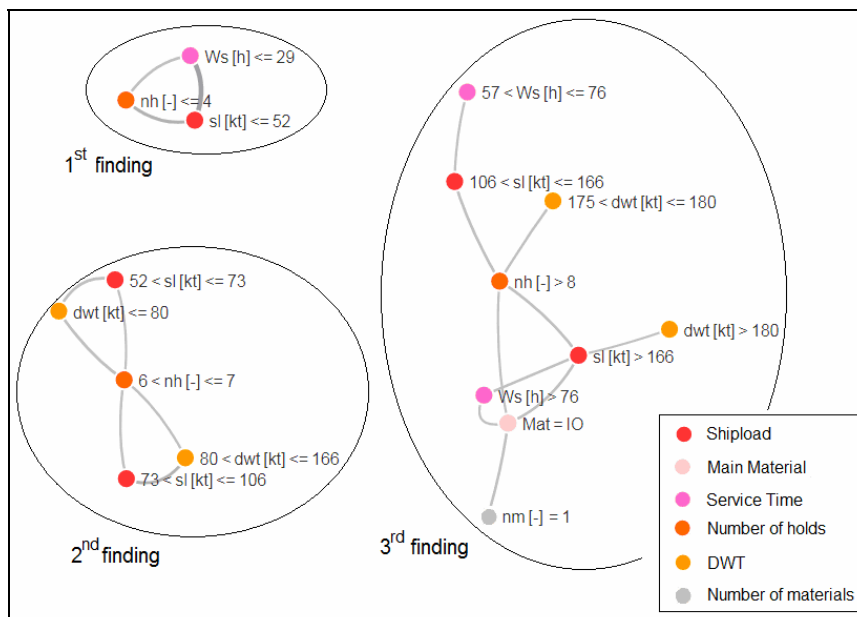 Ws [h] <= 29
nh [-] <= 4
sl [kt] <= 52
1st finding
52 < sl [kt] <= 73
dwt [kt] <= 80
6 < nh [-] <= 7
80 < dwt [kt] <= 166
73 < sl [kt] <= 106
2nd finding
57 < Ws [h] <= 76
106 < sl [kt] <= 166
175 < dwt [kt] <= 180
nh [-] > 8
dwt [kt] > 180
sl [kt] > 166
Ws [h] > 76
Mat = IO
nm [-] = 1
3rd finding
Shipload
Main Material
Service Time
Number of holds
DWT
Number of materials